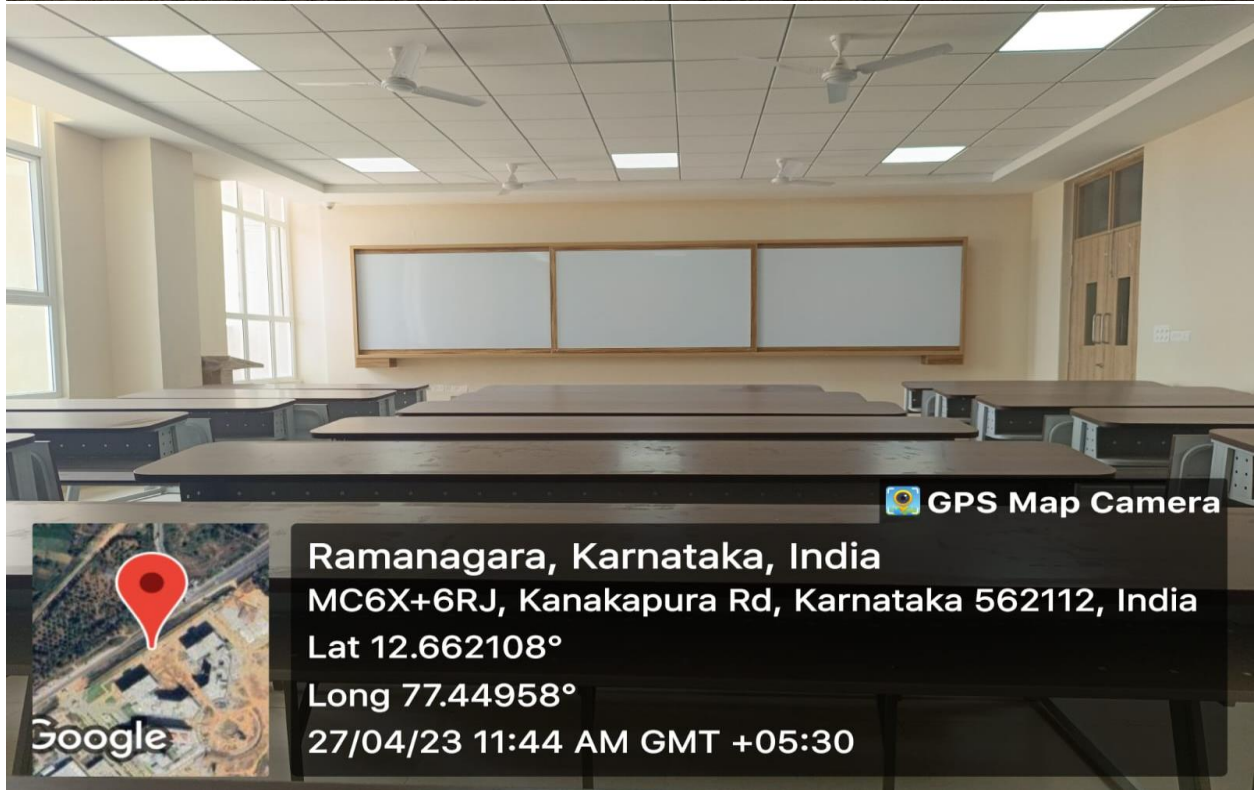 GPS Map Camera
Ramanagara, Karnataka, India
MC6X+6RJ, Kanakapura Rd, Karnataka 562112, India
Lat 12.662108°
Long 77.44958°
27/04/23 11:44 AM GMT +05:30
Google